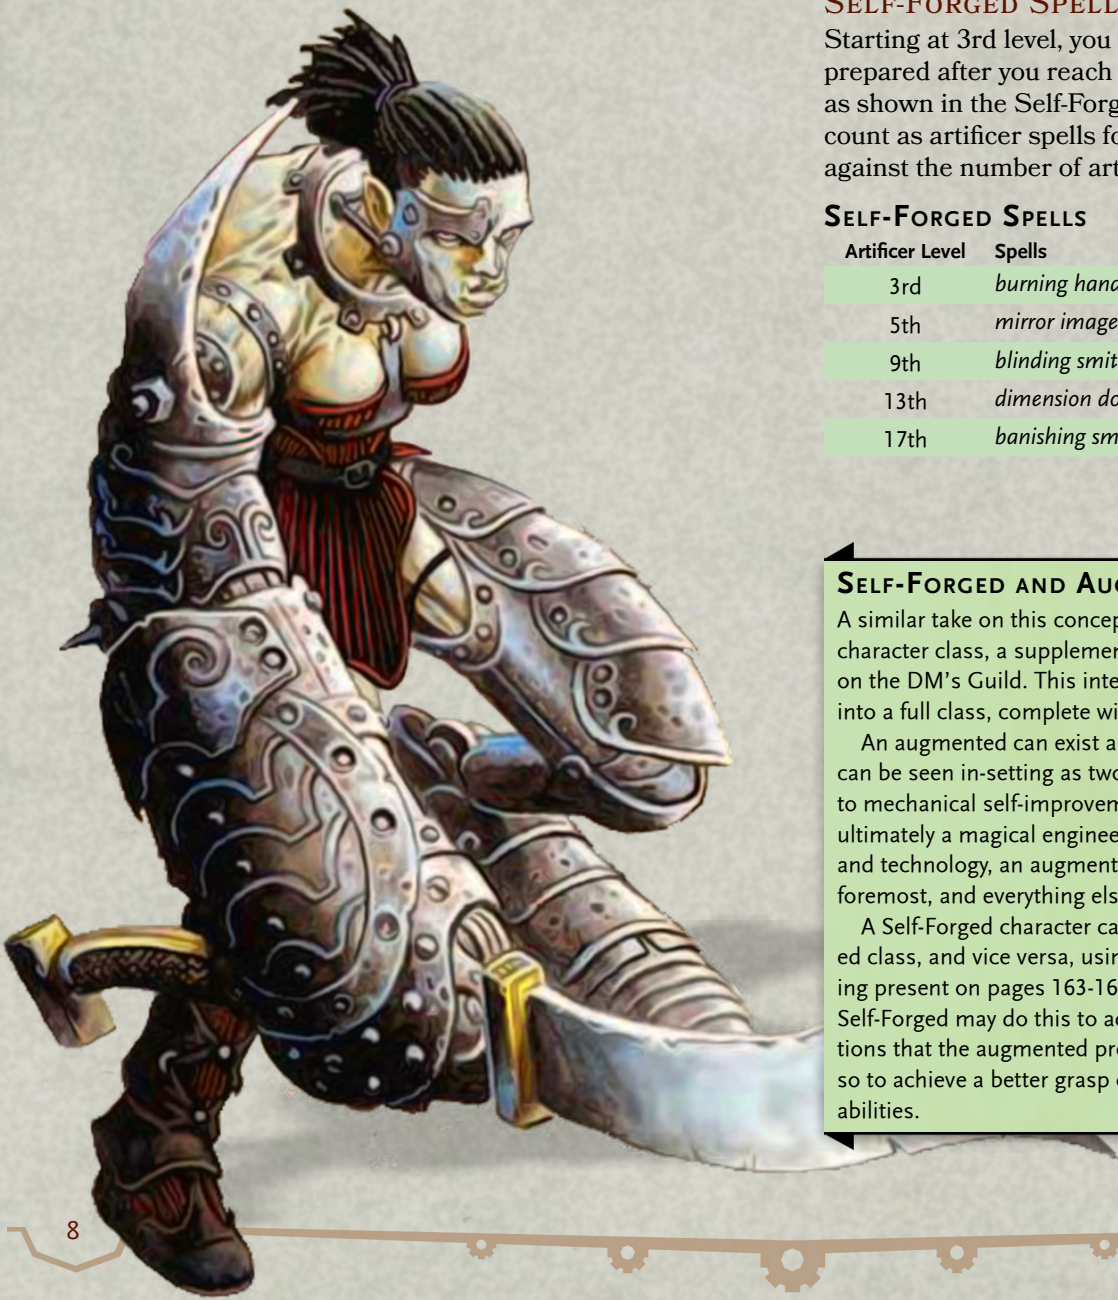 SELF-FORGED SPELL
Starting at 3rd level, you
prepared after you reach
as shown in the Self-Forg
count as artificer spells fo
against the number of art
SELF-FORGED SPELLS
Artificer Level Spells
3rd burning hand
5th mirror image
9th blinding smit
13th dimension do
17th banishing sm
SELF-FORGED AND AUG
A similar take on this concep
character class, a supplemen
on the DM's Guild. This inte
into a full class, complete wi
An augmented can exist a
can be seen in-setting as two
to mechanical self-improvem
ultimately a magical enginee
and technology, an augment
foremost, and everything els
A Self-Forged character ca
ed class, and vice versa, usin
ing present on pages 163-16
Self-Forged may do this to ac
tions that the augmented pro
so to achieve a better grasp o
abilities.
8